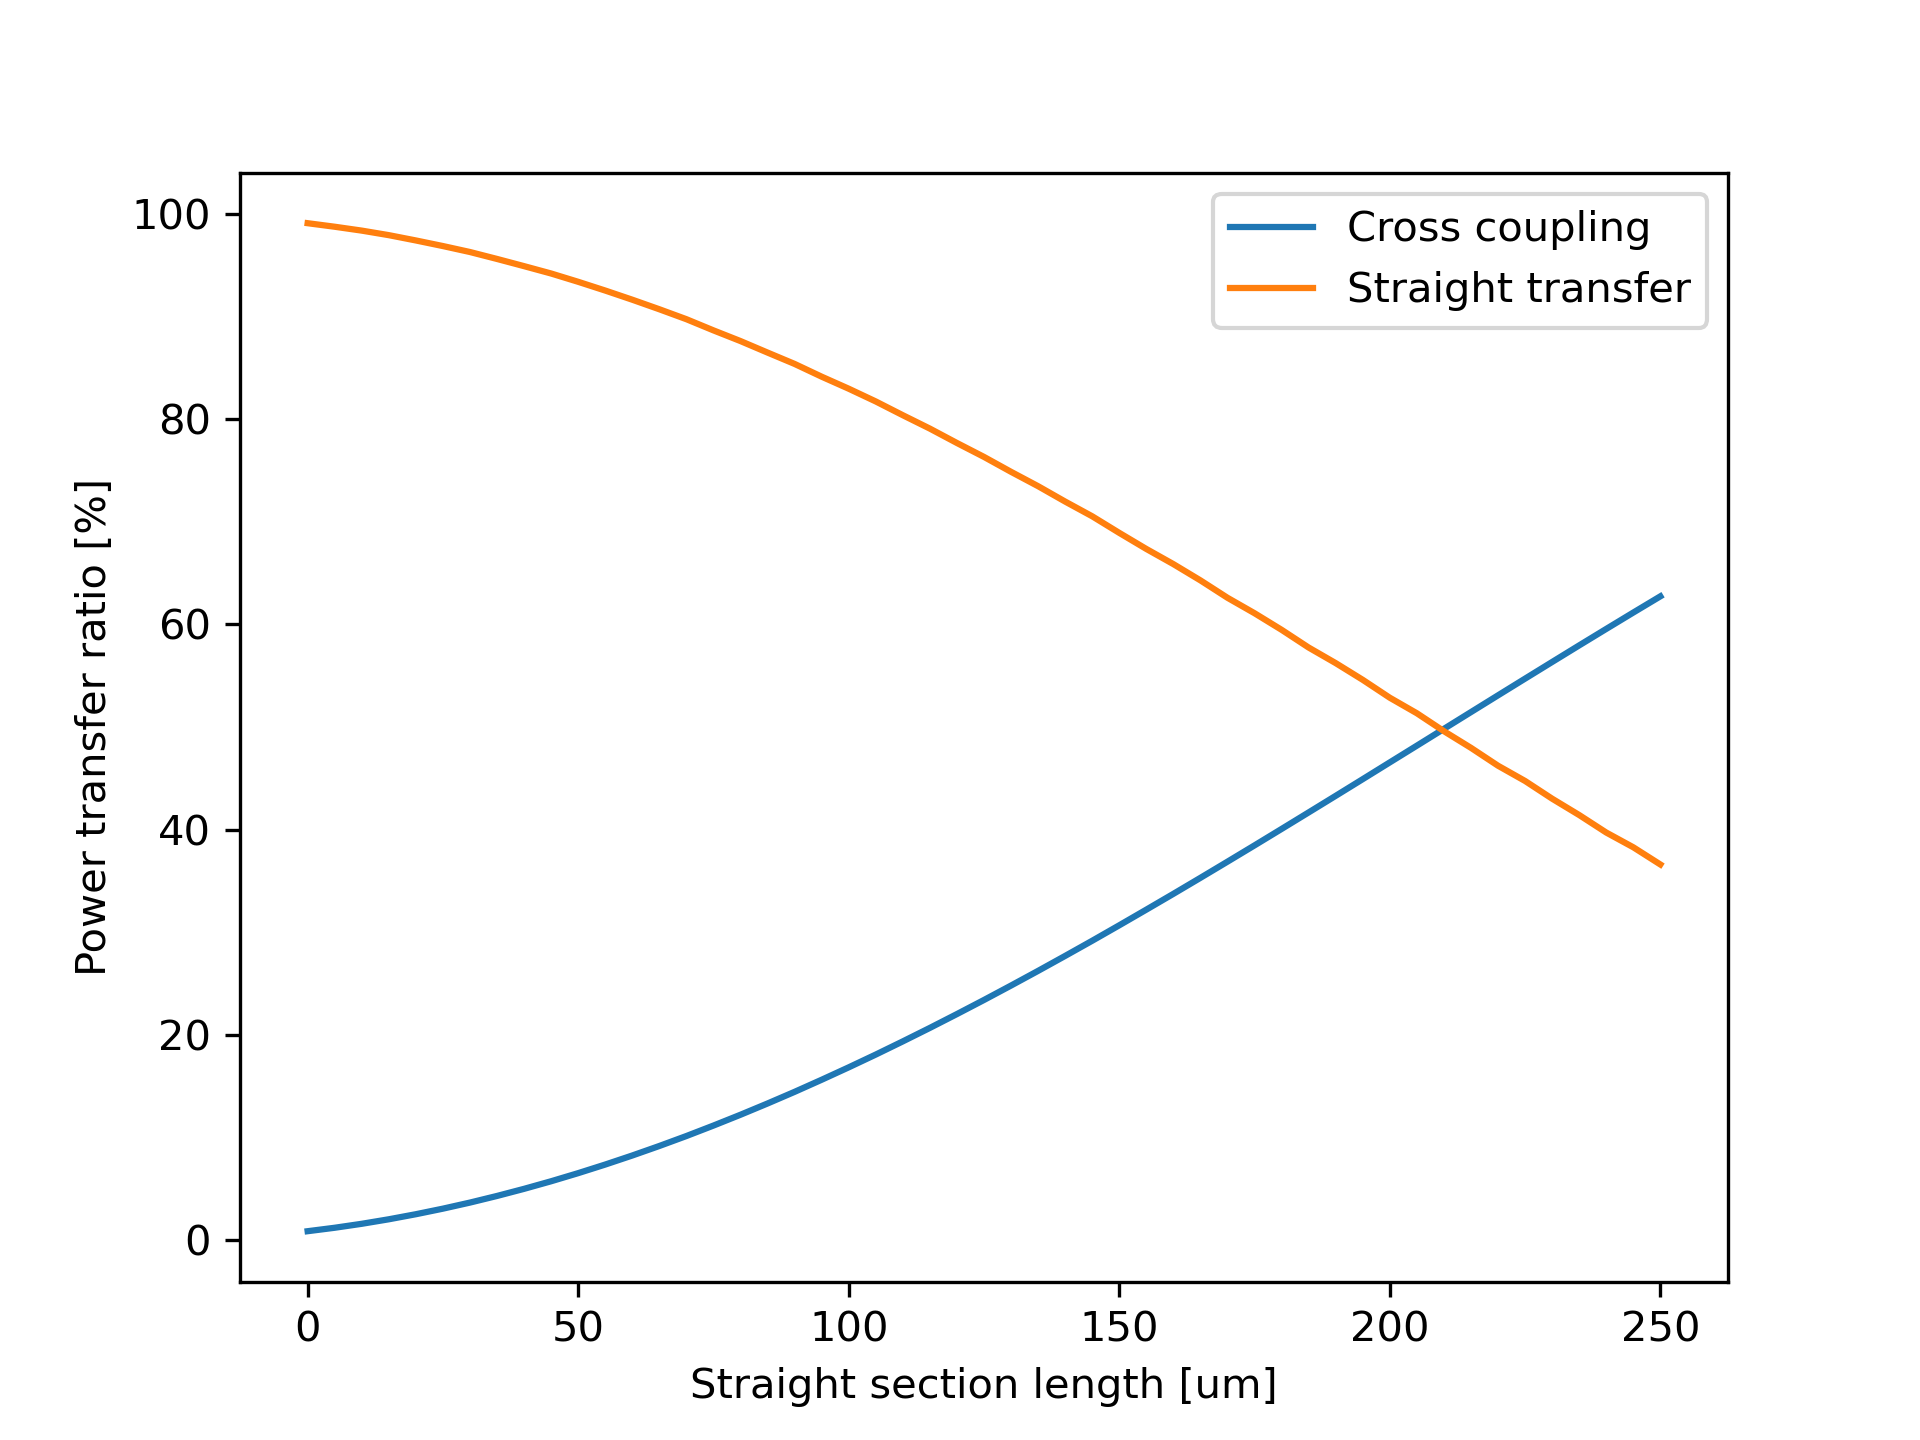 Cross coupling
Straight transfer
100
80
60
40
20
0
Power transfer ratio [%]
0 50 100 150 200 250
Straight section length [um]